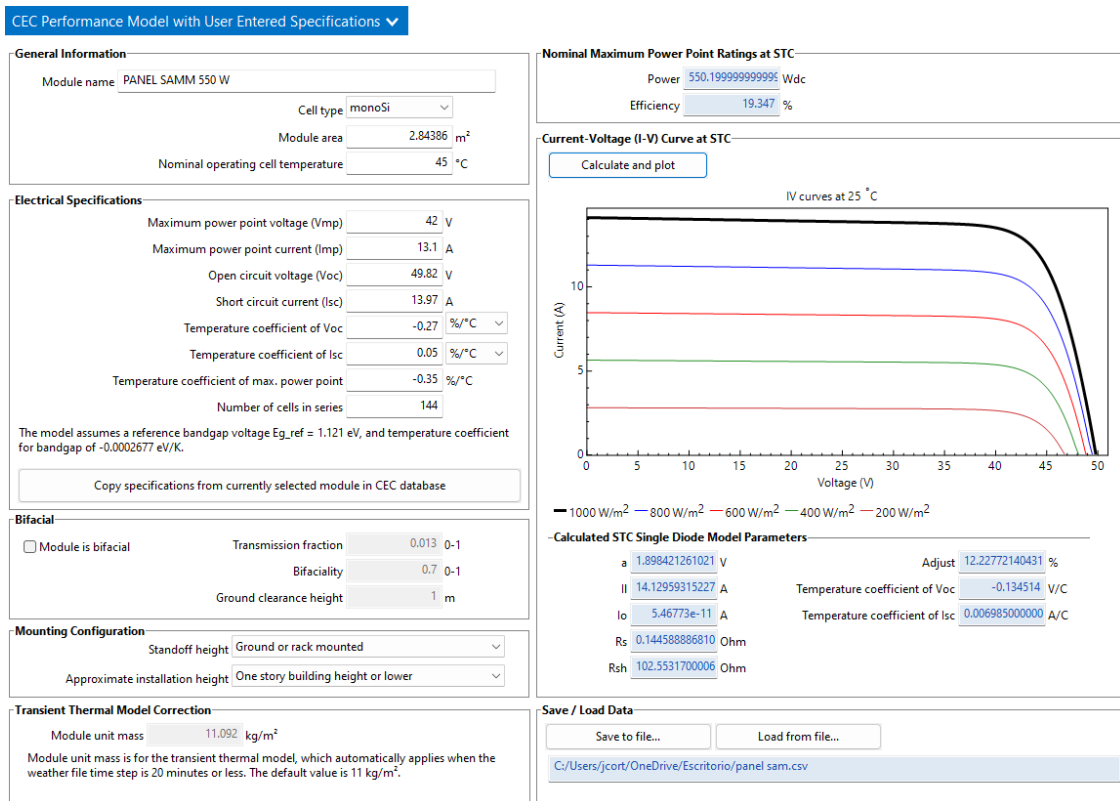 CEC Performance Model with User Entered Specifications
General Information
Module name PANEL SAMM 550 W
Cell type monoSi
Module area 2.84386 m²
Nominal operating cell temperature 45 °C
Electrical Specifications
Maximum power point voltage (Vmp) 42 V
Maximum power point current (Imp) 13.1 A
Open circuit voltage (Voc) 49.82 V
Short circuit current (Isc) 13.97 A
Temperature coefficient of Voc -0.27 %/°C
Temperature coefficient of Isc 0.05 %/°C
Temperature coefficient of max. power point -0.35 %/°C
Number of cells in series 144
The model assumes a reference bandgap voltage Eg_ref = 1.121 eV, and temperature coefficient
for bandgap of -0.0002677 eV/K.
Copy specifications from currently selected module in CEC database
Bifacial
Module is bifacial
Transmission fraction 0.013 0-1
Bifaciality 0.7 0-1
Ground clearance height 1 m
Mounting Configuration
Standoff height Ground or rack mounted
Approximate installation height One story building height or lower
Transient Thermal Model Correction
Module unit mass 11.092 kg/m²
Module unit mass is for the transient thermal model, which automatically applies when the
weather file time step is 20 minutes or less. The default value is 11 kg/m².
Nominal Maximum Power Point Ratings at STC
Power 550.199999999999 Wdc
Efficiency 19.347 %
Current-Voltage (I-V) Curve at STC
Calculate and plot
IV curves at 25 °C
Current (A)
10
5
0
0 5 10 15 20 25 30 35 40 45 50
Voltage (V)
1000 W/m² 800 W/m² 600 W/m² 400 W/m² 200 W/m²
Calculated STC Single Diode Model Parameters
a 1.898421261021 V
Il 14.12959315227 A
Io 5.46773e-11 A
Rs 0.144588886810 Ohm
Rsh 102.5531700006 Ohm
Adjust 12.22772140431 %
Temperature coefficient of Voc -0.134514 V/C
Temperature coefficient of Isc 0.006985000000 A/C
Save / Load Data
Save to file...
Load from file...
C:/Users/jcort/OneDrive/Escritorio/panel sam.csv